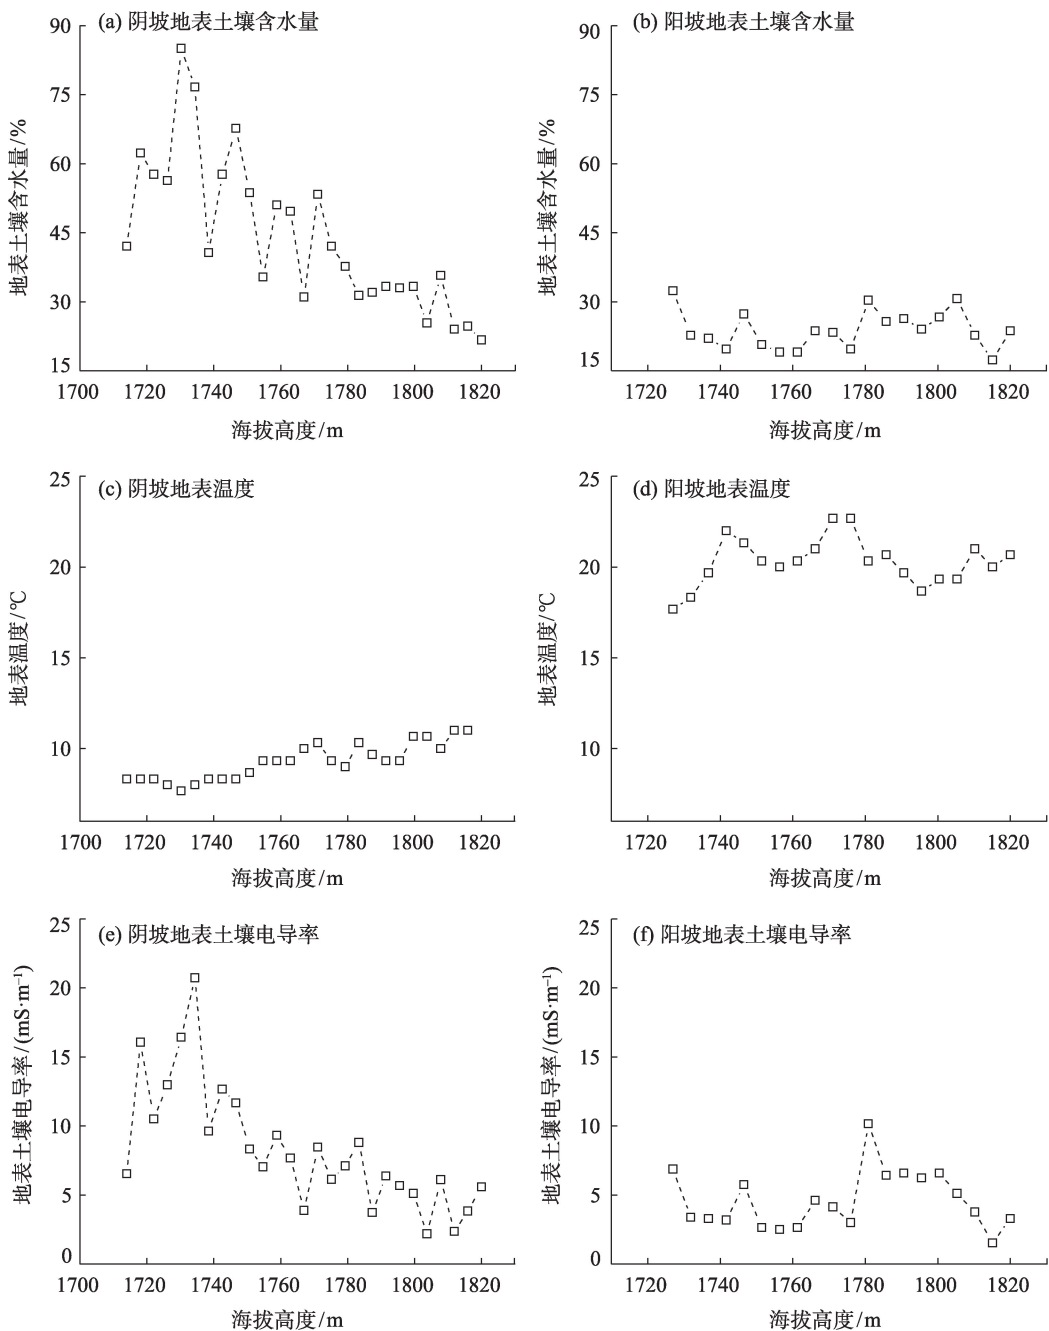 (a) 阴坡地表土壤含水量
地表土壤含水量/%
90
75
60
45
30
15
1700 1720 1740 1760 1780 1800 1820
海拔高度/m
(b) 阳坡地表土壤含水量
地表土壤含水量/%
90
75
60
45
30
15
1720 1740 1760 1780 1800 1820
海拔高度/m
(c) 阴坡地表温度
地表温度/℃
25
20
15
10
1700 1720 1740 1760 1780 1800 1820
海拔高度/m
(d) 阳坡地表温度
地表温度/℃
25
20
15
10
1720 1740 1760 1780 1800 1820
海拔高度/m
(e) 阴坡地表土壤电导率
地表土壤电导率/(mS·m⁻¹)
25
20
15
10
5
0
1700 1720 1740 1760 1780 1800 1820
海拔高度/m
(f) 阳坡地表土壤电导率
地表土壤电导率/(mS·m⁻¹)
25
20
15
10
5
0
1720 1740 1760 1780 1800 1820
海拔高度/m